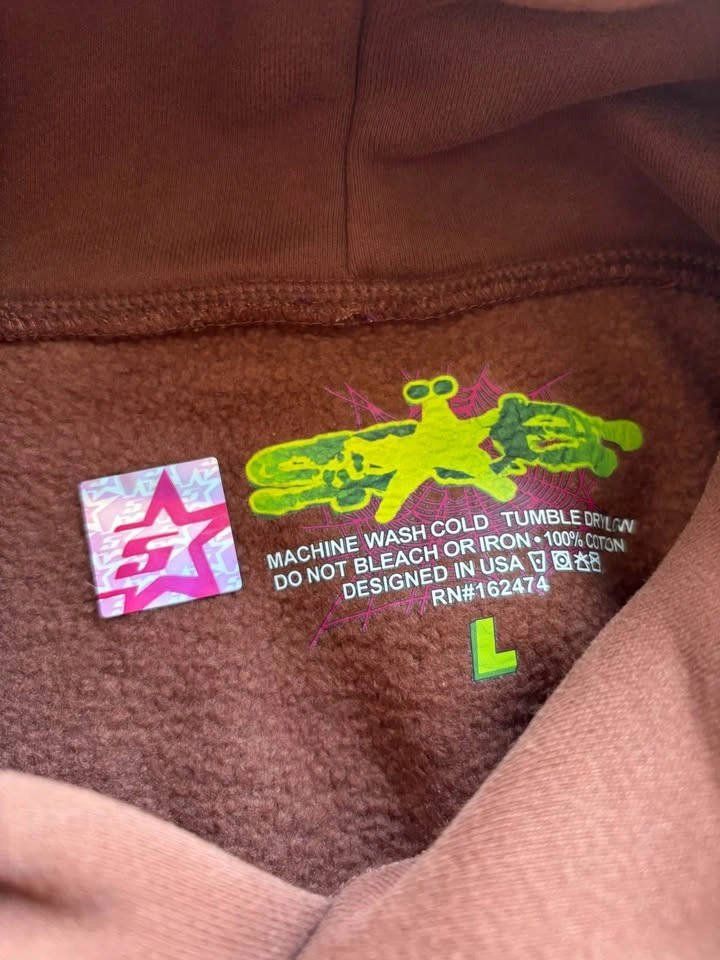 MACHINE WASH COLD TUMBLE DRY LOW
DO NOT BLEACH OR IRON • 100% COTTON
DESIGNED IN USA
RN#162474
L